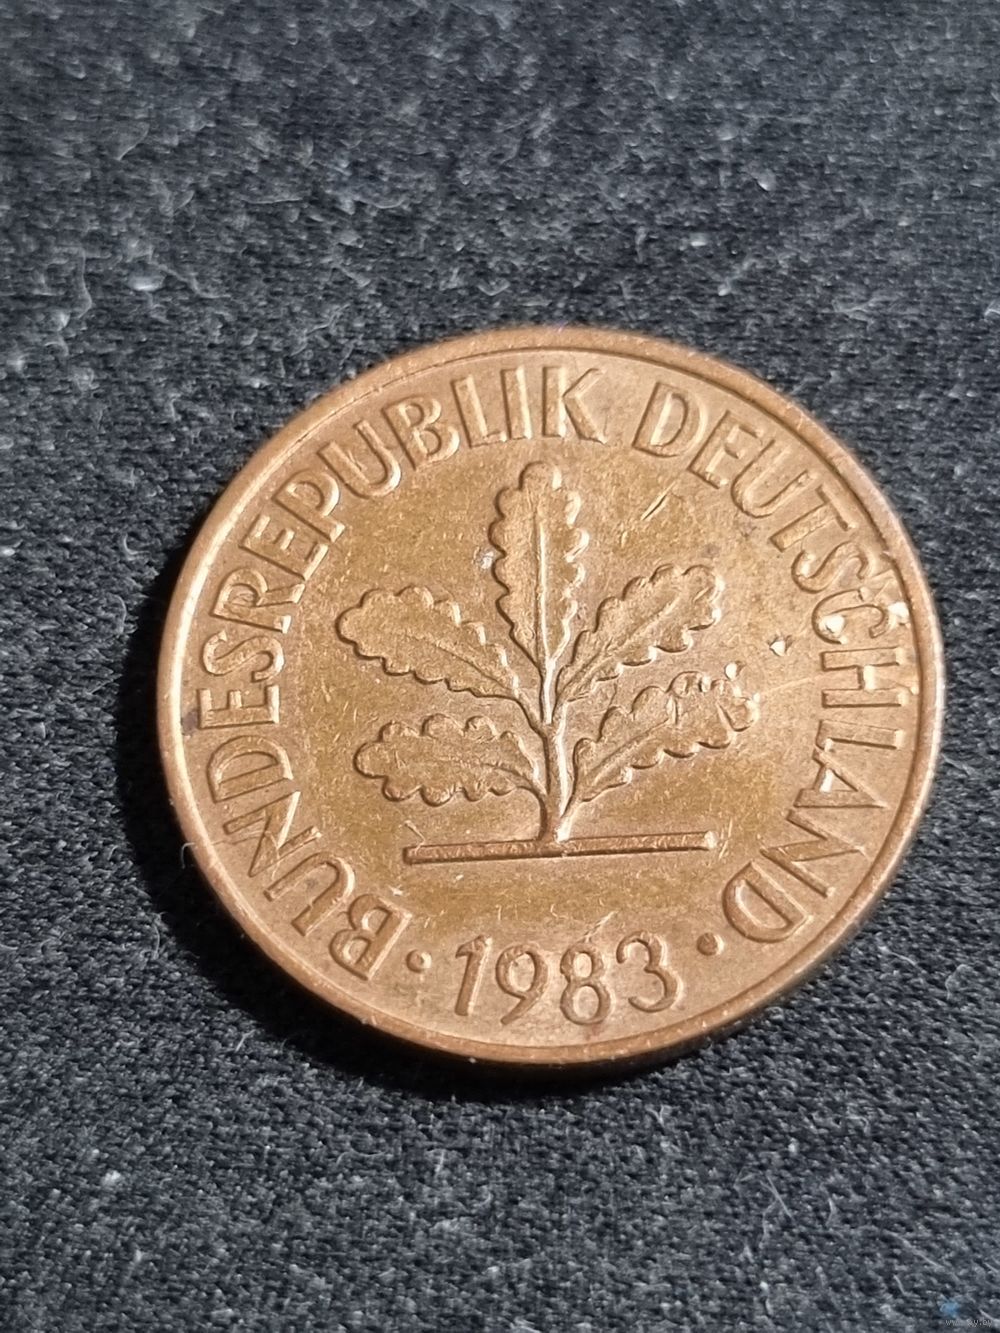 BUNDESREPUBLIK DEUTSCHLAND
· 1983 ·